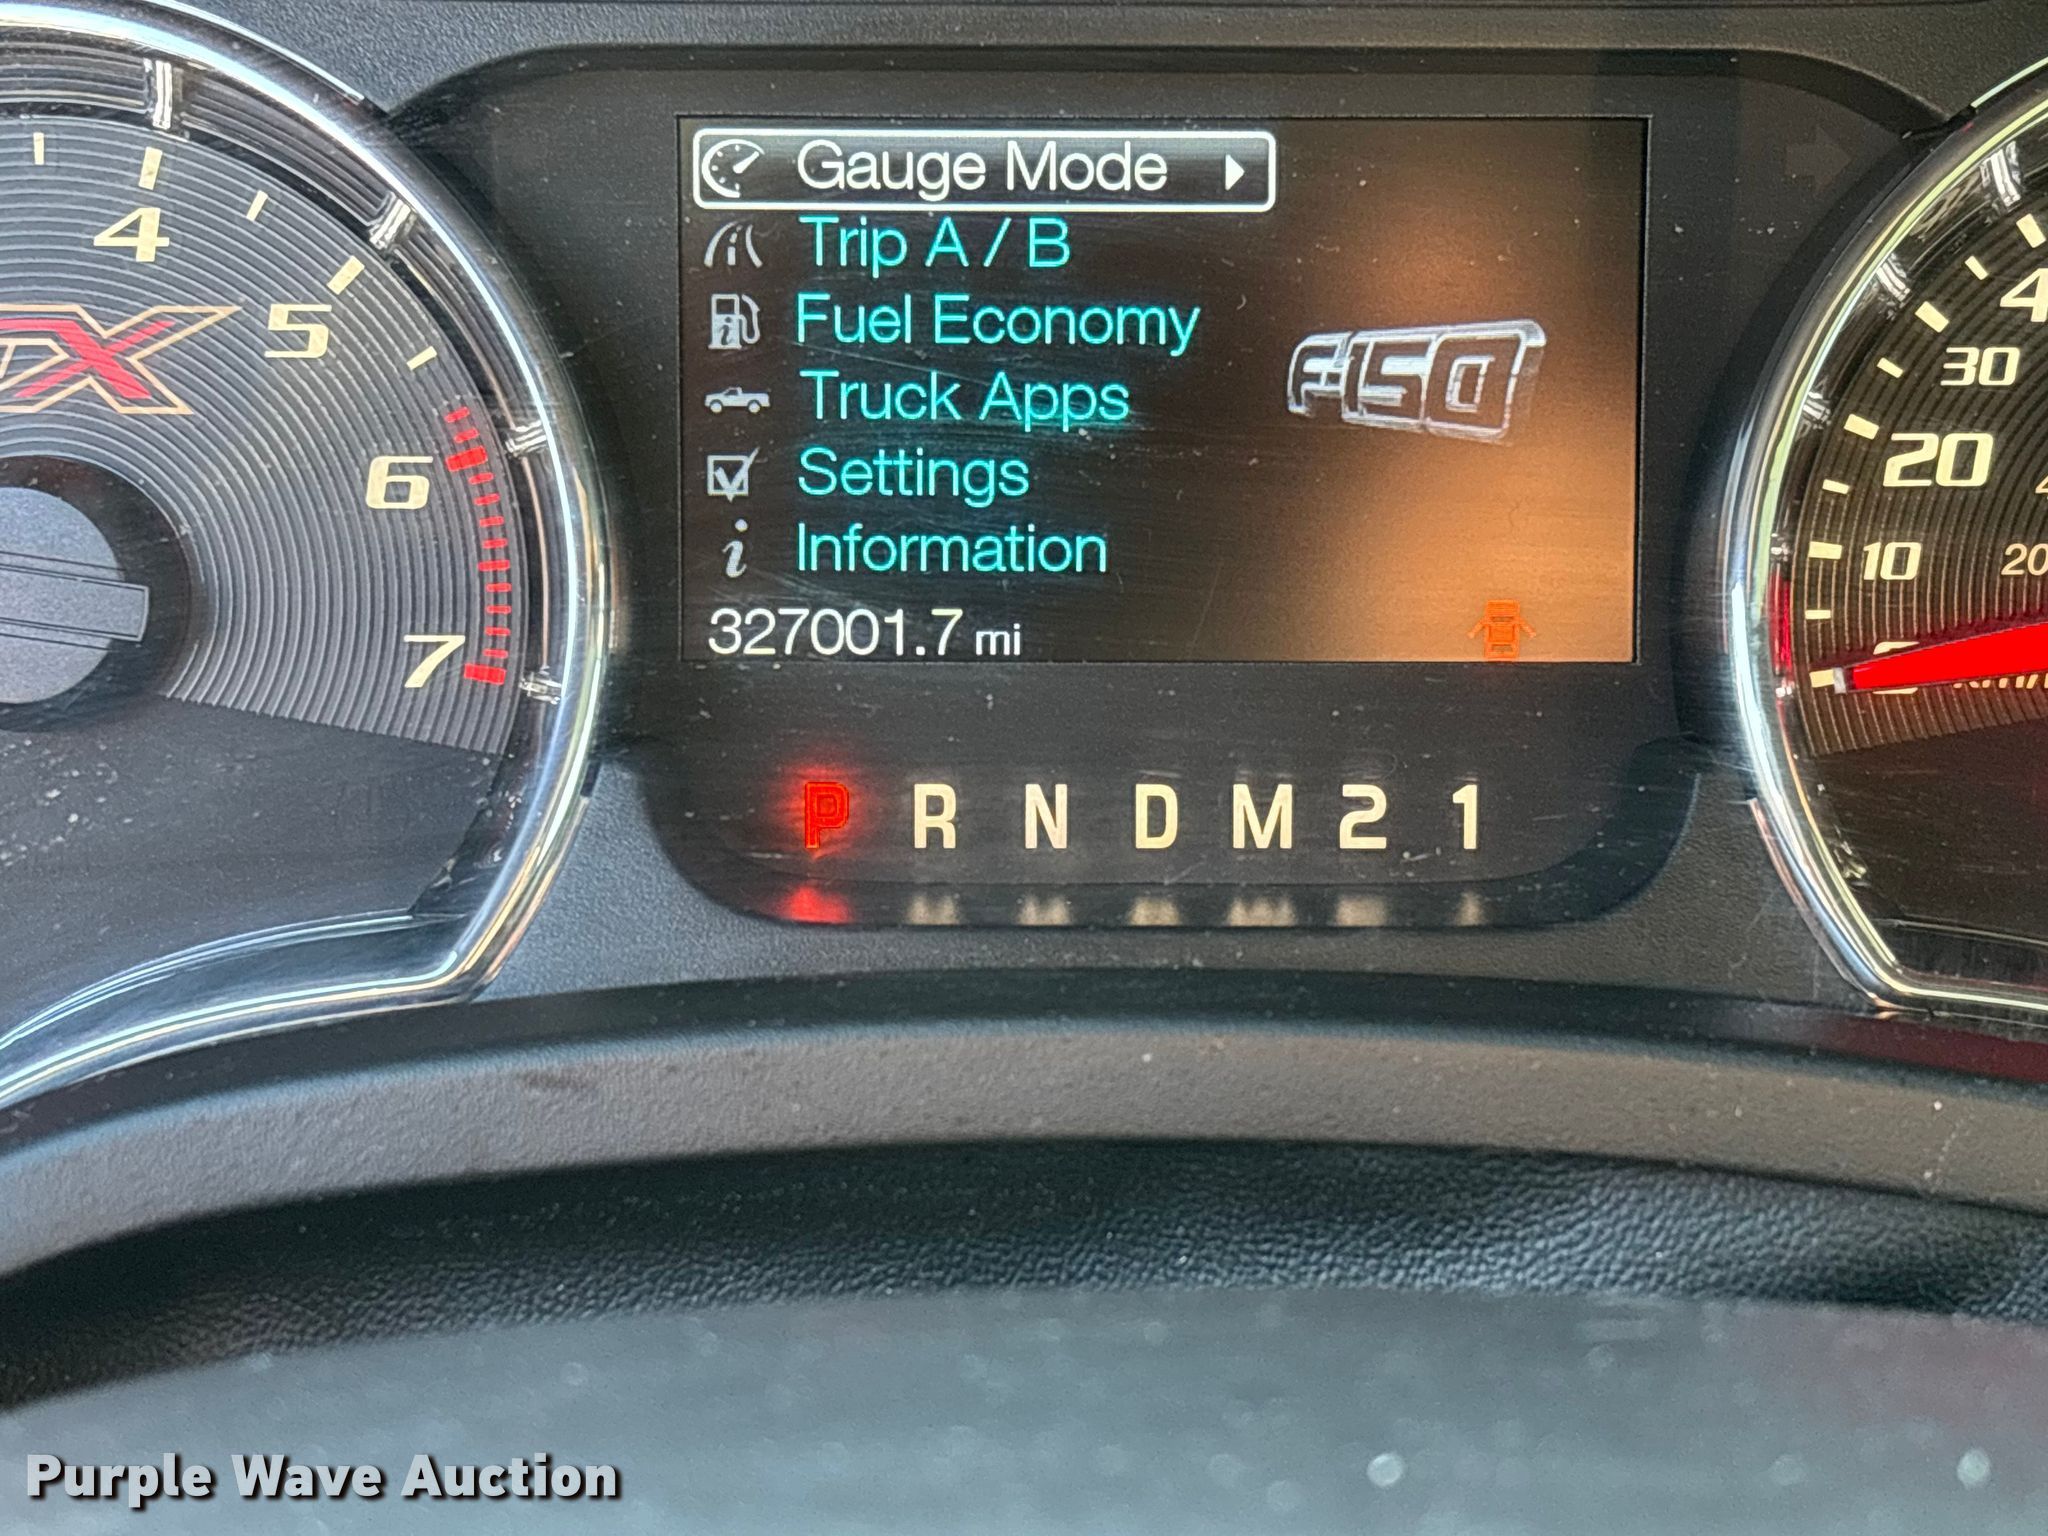 Gauge Mode
Trip A / B
Fuel Economy
Truck Apps
Settings
Information
327001.7 mi
F-150
P R N D M 2 1
4
5
6
7
30
20
10
20
Purple Wave Auction